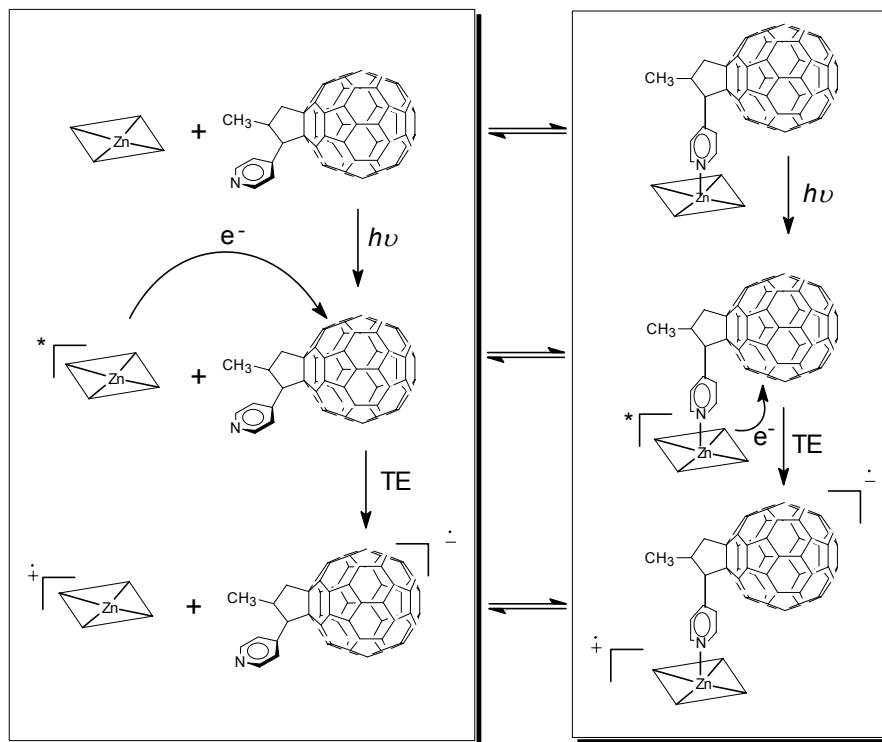 CH3
N
Zn
CH3
Zn
+
N
hυ
e-
hυ
*
CH3
Zn
+
N
CH3
N
*
Zn
e-
TE
TE
∸
∔
CH3
Zn
+
N
∸
CH3
N
∔
Zn